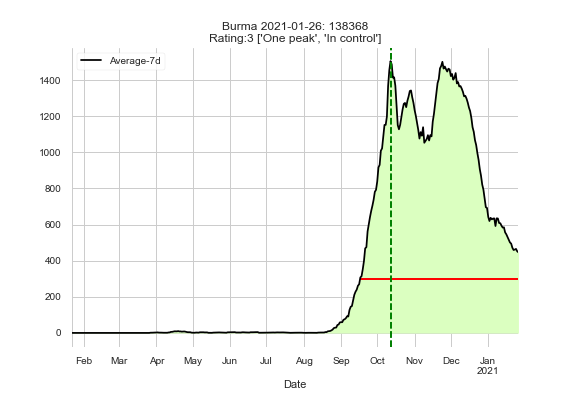 Burma 2021-01-26: 138368
Rating:3 ['One peak', 'In control']
Average-7d
1400
1200
1000
800
600
400
200
0
Feb Mar Apr May Jun Jul Aug Sep Oct Nov Dec Jan
2021
Date